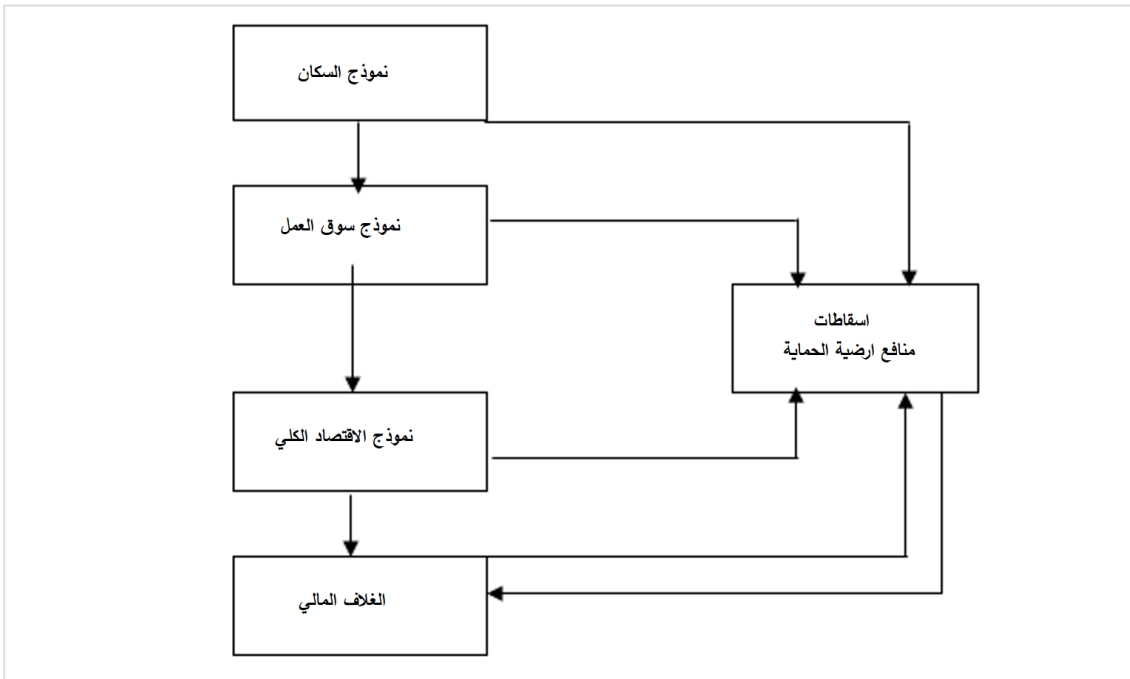 نموذج السكان
نموذج سوق العمل
اسقاطات
منافع ارضية الحماية
نموذج الاقتصاد الكلي
الغلاف المالي